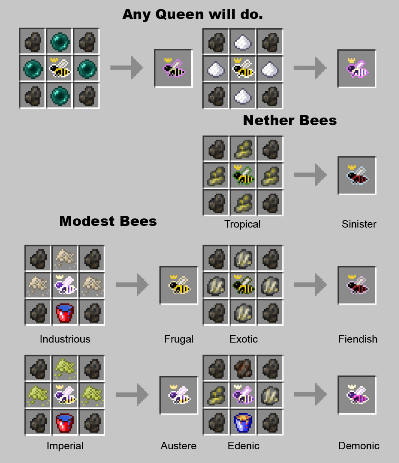 Any Queen will do.
Nether Bees
Tropical Sinister
Modest Bees
Industrious Frugal Exotic Fiendish
Imperial Austere Edenic Demonic